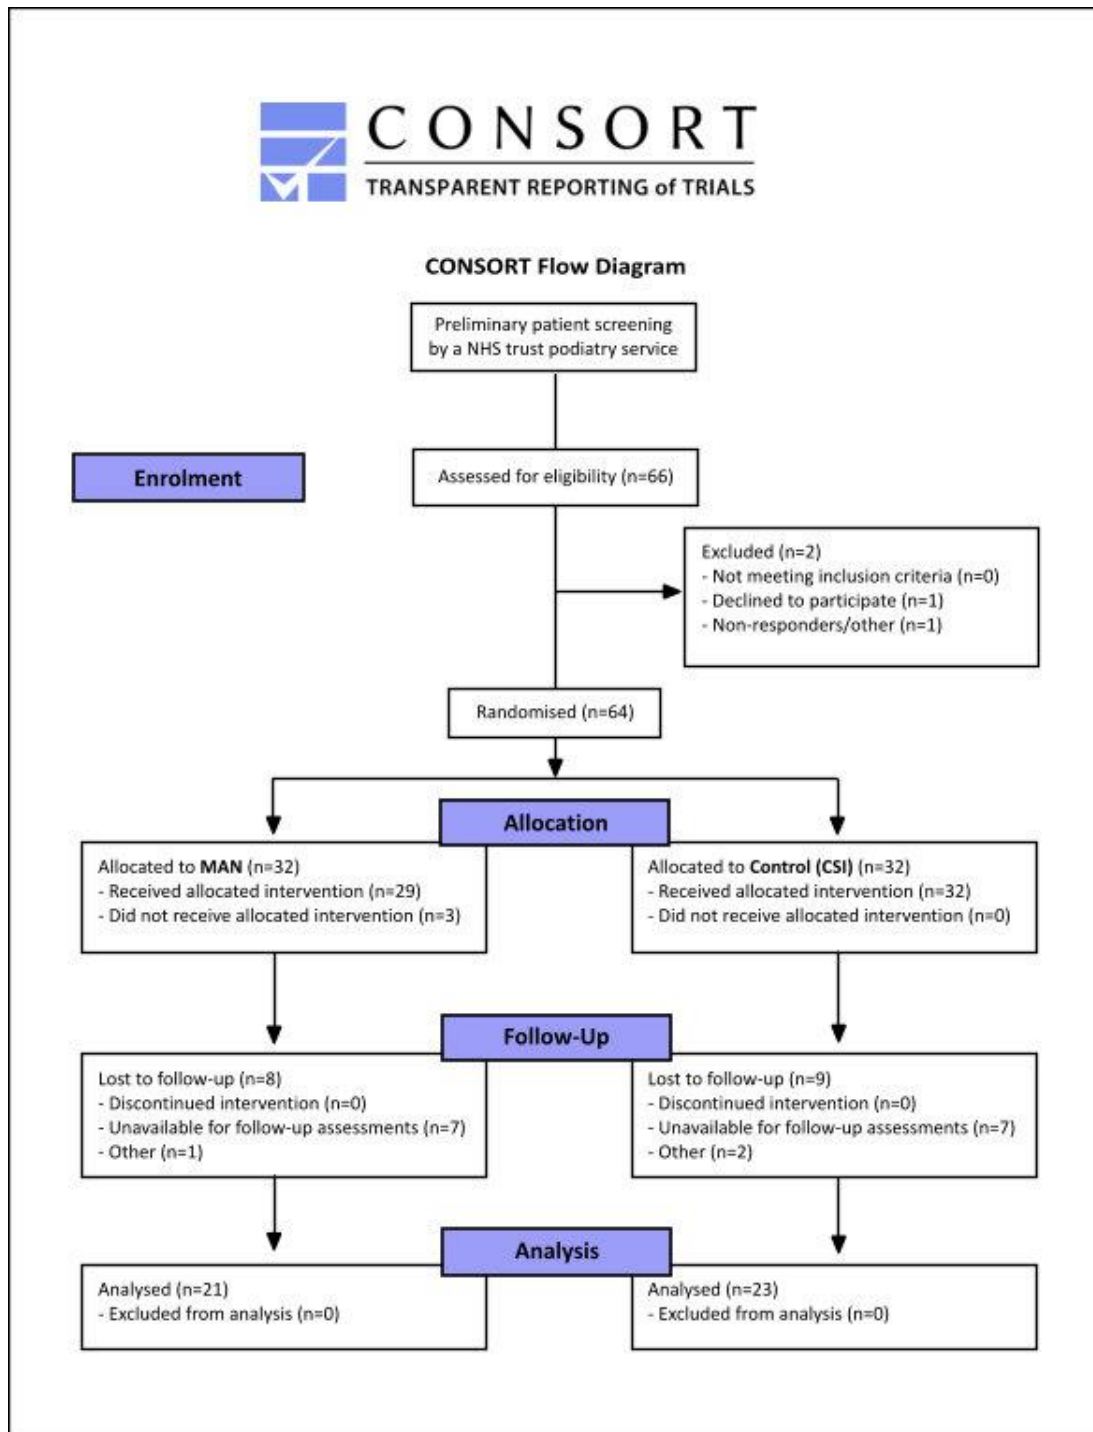 CONSORT
TRANSPARENT REPORTING of TRIALS
CONSORT Flow Diagram
Preliminary patient screening
by a NHS trust podiatry service
Enrolment
Assessed for eligibility (n=66)
Excluded (n=2)
- Not meeting inclusion criteria (n=0)
- Declined to participate (n=1)
- Non-responders/other (n=1)
Randomised (n=64)
Allocation
Allocated to MAN (n=32)
- Received allocated intervention (n=29)
- Did not receive allocated intervention (n=3)
Allocated to Control (CSI) (n=32)
- Received allocated intervention (n=32)
- Did not receive allocated intervention (n=0)
Follow-Up
Lost to follow-up (n=8)
- Discontinued intervention (n=0)
- Unavailable for follow-up assessments (n=7)
- Other (n=1)
Lost to follow-up (n=9)
- Discontinued intervention (n=0)
- Unavailable for follow-up assessments (n=7)
- Other (n=2)
Analysis
Analysed (n=21)
- Excluded from analysis (n=0)
Analysed (n=23)
- Excluded from analysis (n=0)